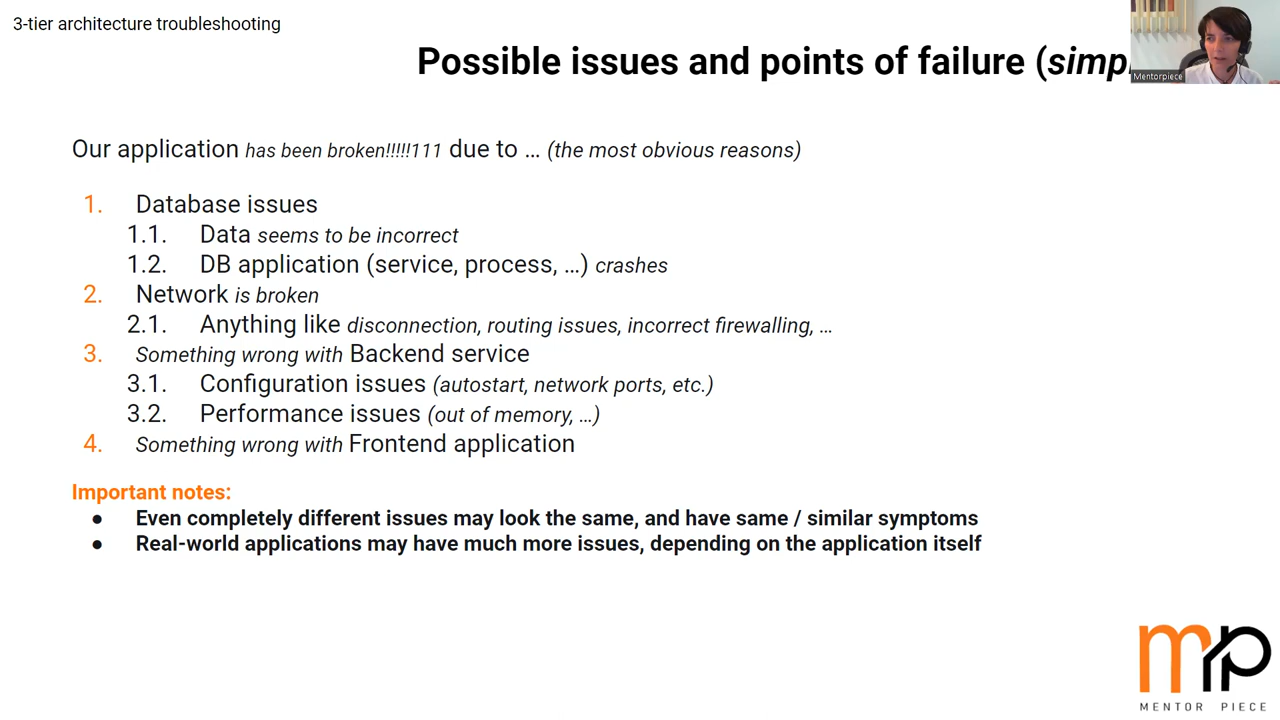 3-tier architecture troubleshooting
Possible issues and points of failure (simp
Mentorpiece
Our application has been broken!!!!!111 due to … (the most obvious reasons)
1. Database issues
1.1. Data seems to be incorrect
1.2. DB application (service, process, …) crashes
2. Network is broken
2.1. Anything like disconnection, routing issues, incorrect firewalling, …
3. Something wrong with Backend service
3.1. Configuration issues (autostart, network ports, etc.)
3.2. Performance issues (out of memory, …)
4. Something wrong with Frontend application
Important notes:
● Even completely different issues may look the same, and have same / similar symptoms
● Real-world applications may have much more issues, depending on the application itself
mp
MENTOR PIECE